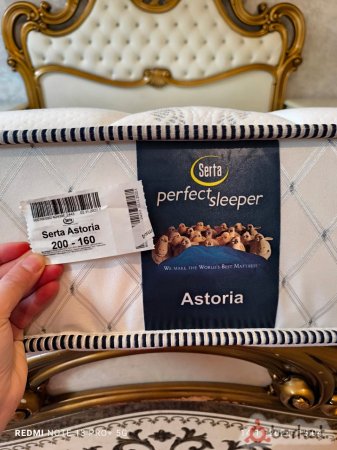 Serta
perfect sleeper
WE MAKE THE WORLD'S BEST MATTRESS
Astoria
Serta Astoria
200 - 160
REDMI NOTE 13 PRO+ 5G